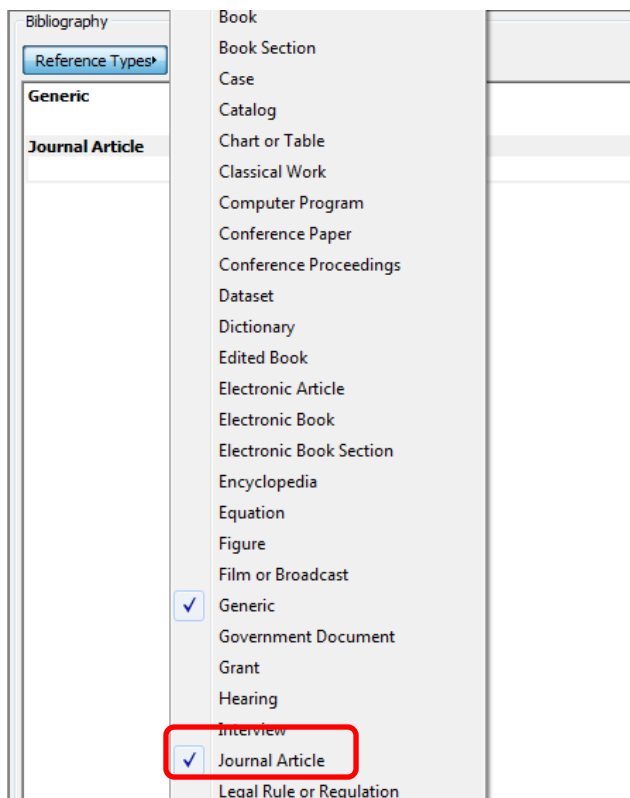 Bibliography
Reference Types
Generic
Journal Article
Book
Book Section
Case
Catalog
Chart or Table
Classical Work
Computer Program
Conference Paper
Conference Proceedings
Dataset
Dictionary
Edited Book
Electronic Article
Electronic Book
Electronic Book Section
Encyclopedia
Equation
Figure
Film or Broadcast
Generic
Government Document
Grant
Hearing
Interview
Journal Article
Legal Rule or Regulation